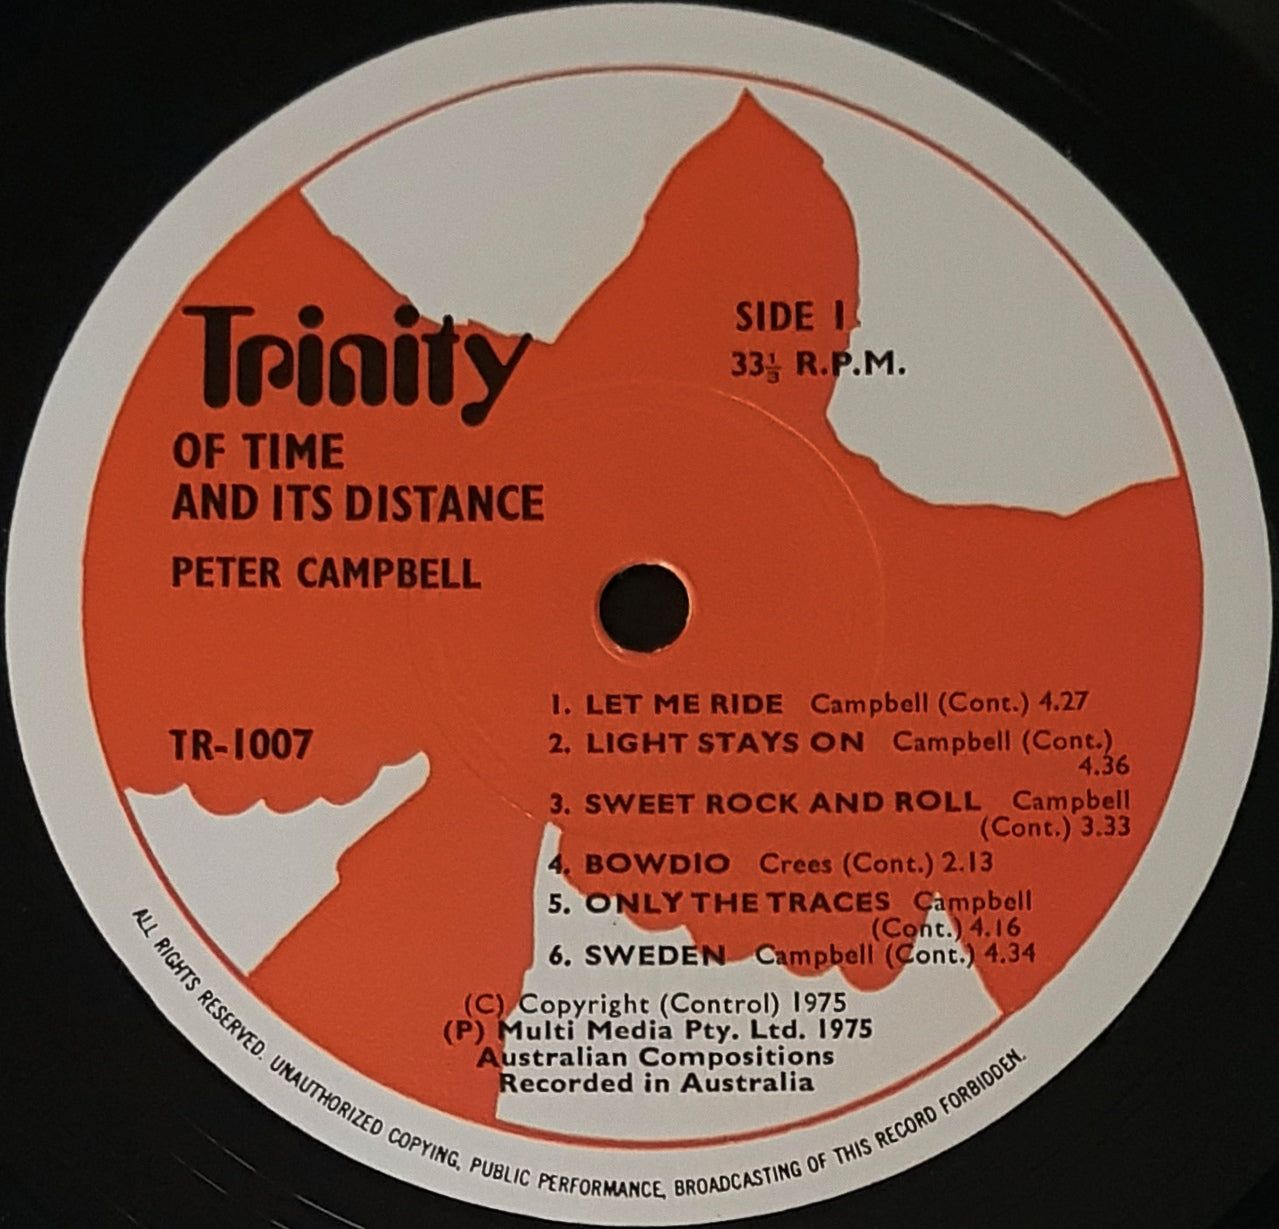 Trinity
SIDE 1
33⅓ R.P.M.
OF TIME
AND ITS DISTANCE
PETER CAMPBELL
TR-1007
1. LET ME RIDE Campbell (Cont.) 4.27
2. LIGHT STAYS ON Campbell (Cont.)
4.36
3. SWEET ROCK AND ROLL Campbell
(Cont.) 3.33
4. BOWDIO Crees (Cont.) 2.13
5. ONLY THE TRACES Campbell
(Cont.) 4.16
6. SWEDEN Campbell (Cont.) 4.34
(C) Copyright (Control) 1975
(P) Multi Media Pty. Ltd. 1975
Australian Compositions
Recorded in Australia
ALL RIGHTS RESERVED. UNAUTHORIZED COPYING, PUBLIC PERFORMANCE, BROADCASTING OF THIS RECORD FORBIDDEN.